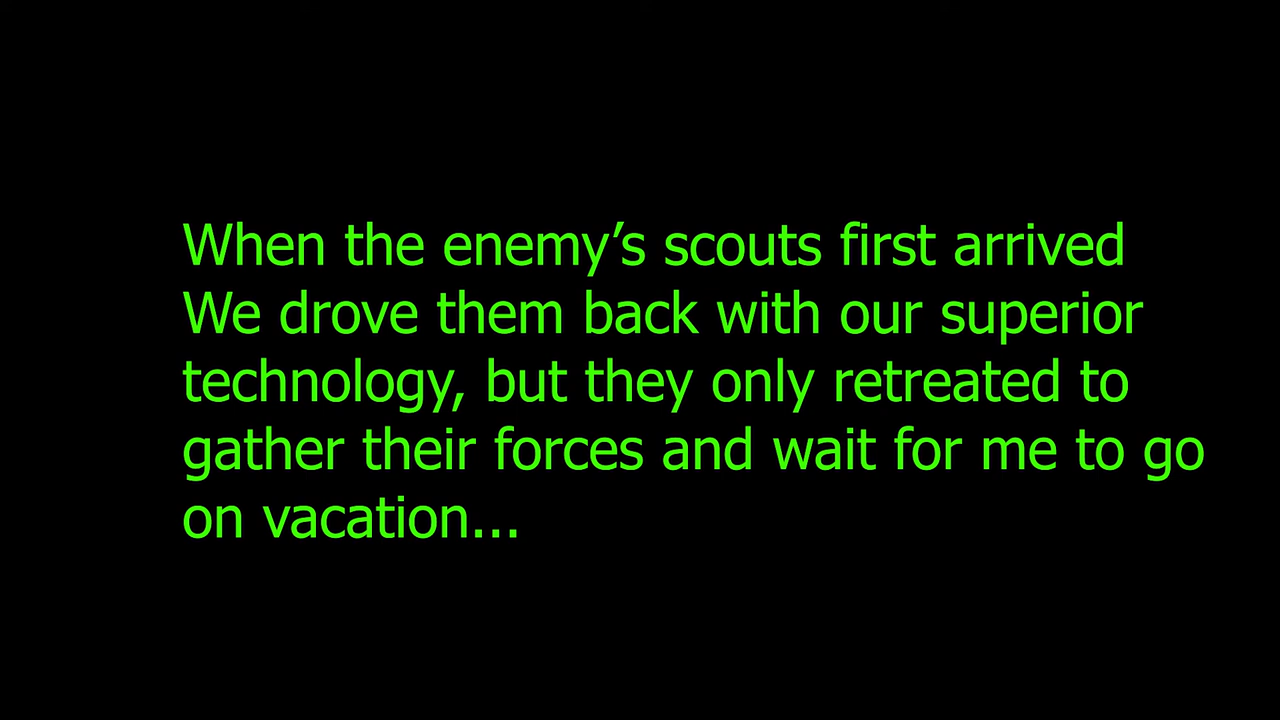 When the enemy’s scouts first arrived
We drove them back with our superior
technology, but they only retreated to
gather their forces and wait for me to go
on vacation...